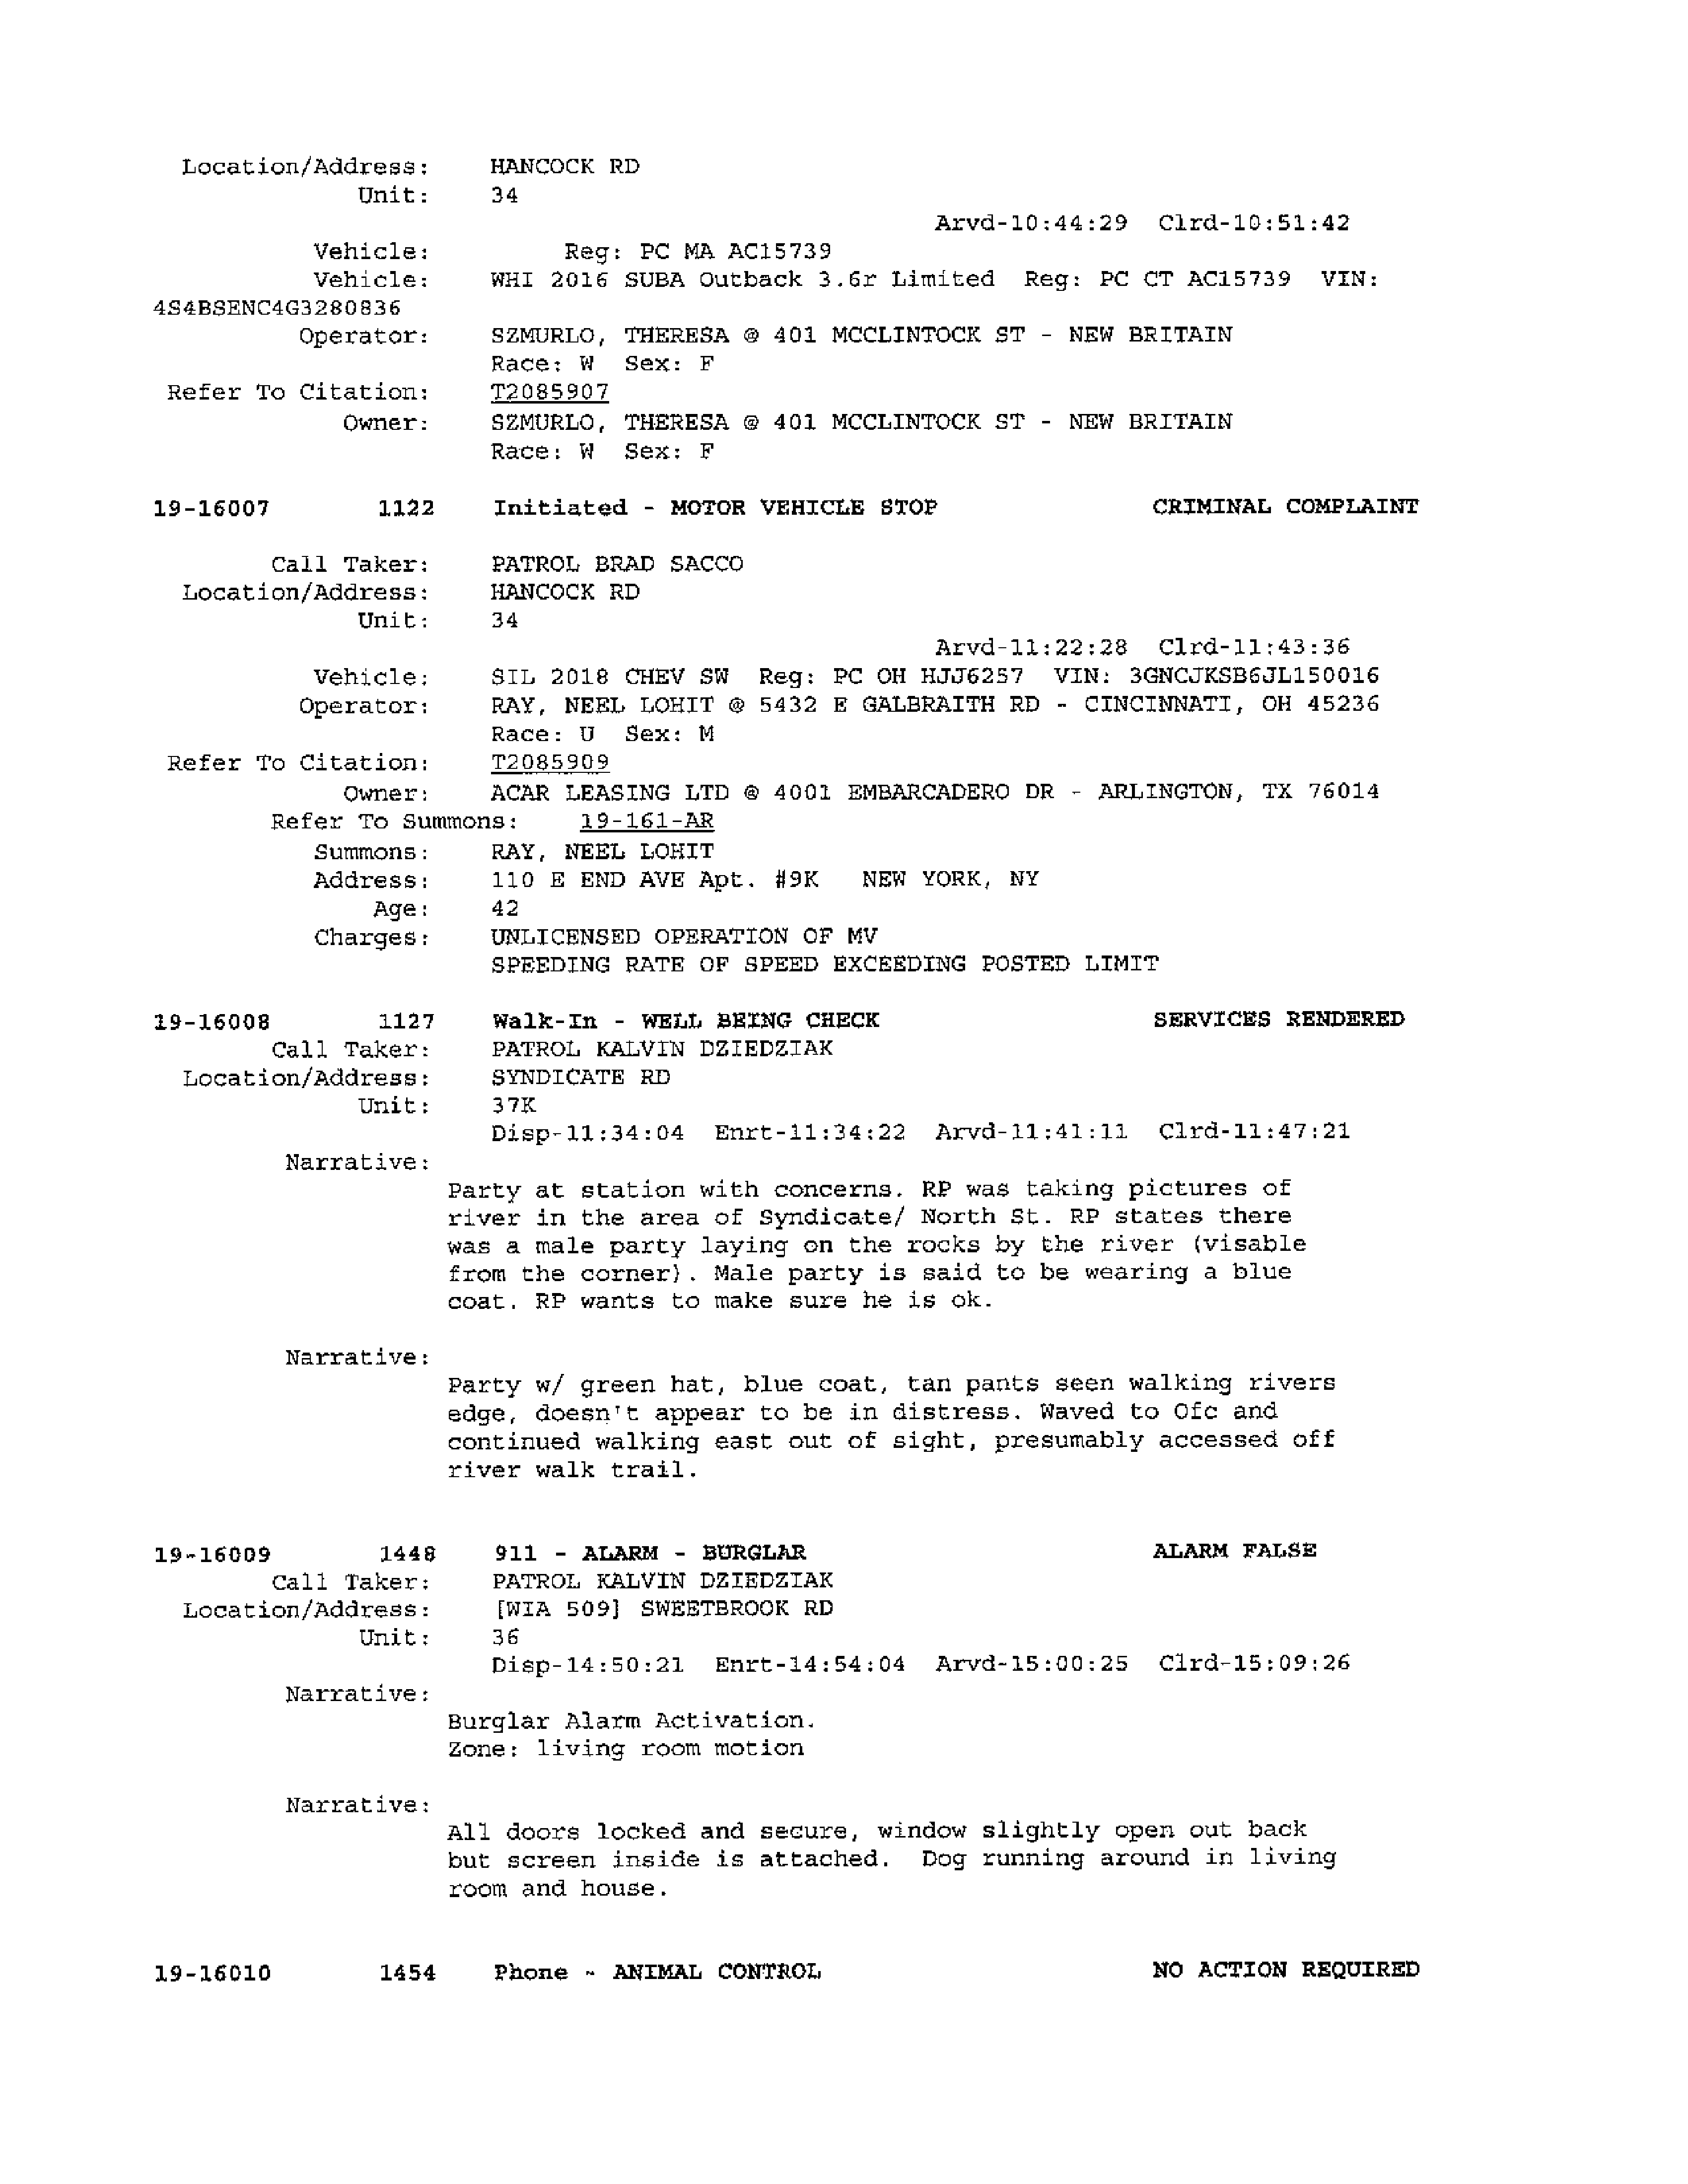 Location/Address: HANCOCK RD
Unit: 34
Arvd-10:44:29 Clrd-10:51:42
Vehicle: Reg: PC MA AC15739
Vehicle: WHI 2016 SUBA Outback 3.6r Limited Reg: PC CT AC15739 VIN:
4S4BSENC4G3280836
Operator: SZMURLO, THERESA @ 401 MCCLINTOCK ST - NEW BRITAIN
Race: W Sex: F
Refer To Citation: T2085907
Owner: SZMURLO, THERESA @ 401 MCCLINTOCK ST - NEW BRITAIN
Race: W Sex: F
19-16007 1122 Initiated - MOTOR VEHICLE STOP CRIMINAL COMPLAINT
Call Taker: PATROL BRAD SACCO
Location/Address: HANCOCK RD
Unit: 34
Arvd-11:22:28 Clrd-11:43:36
Vehicle: SIL 2018 CHEV SW Reg: PC OH HJJ6257 VIN: 3GNCJKSB6JL150016
Operator: RAY, NEEL LOHIT @ 5432 E GALBRAITH RD - CINCINNATI, OH 45236
Race: U Sex: M
Refer To Citation: T2085909
Owner: ACAR LEASING LTD @ 4001 EMBARCADERO DR - ARLINGTON, TX 76014
Refer To Summons: 19-161-AR
Summons: RAY, NEEL LOHIT
Address: 110 E END AVE Apt. #9K NEW YORK, NY
Age: 42
Charges: UNLICENSED OPERATION OF MV
SPEEDING RATE OF SPEED EXCEEDING POSTED LIMIT
19-16008 1127 Walk-In - WELL BEING CHECK SERVICES RENDERED
Call Taker: PATROL KALVIN DZIEDZIAK
Location/Address: SYNDICATE RD
Unit: 37K
Disp-11:34:04 Enrt-11:34:22 Arvd-11:41:11 Clrd-11:47:21
Narrative:
Party at station with concerns. RP was taking pictures of
river in the area of Syndicate/ North St. RP states there
was a male party laying on the rocks by the river (visable
from the corner). Male party is said to be wearing a blue
coat. RP wants to make sure he is ok.
Narrative:
Party w/ green hat, blue coat, tan pants seen walking rivers
edge, doesn't appear to be in distress. Waved to Ofc and
continued walking east out of sight, presumably accessed off
river walk trail.
19-16009 1448 911 - ALARM - BURGLAR ALARM FALSE
Call Taker: PATROL KALVIN DZIEDZIAK
Location/Address: [WIA 509] SWEETBROOK RD
Unit: 36
Disp-14:50:21 Enrt-14:54:04 Arvd-15:00:25 Clrd-15:09:26
Narrative:
Burglar Alarm Activation.
Zone: living room motion
Narrative:
All doors locked and secure, window slightly open out back
but screen inside is attached. Dog running around in living
room and house.
19-16010 1454 Phone - ANIMAL CONTROL NO ACTION REQUIRED